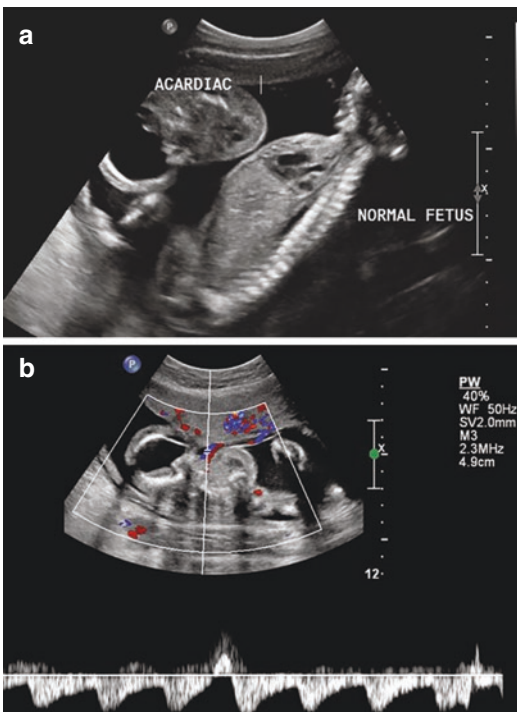 a
P
ACARDIAC
X
NORMAL FETUS
b
P
PW
40%
WF 50Hz
SV2.0mm
M3
2.3MHz
4.9cm
X
12